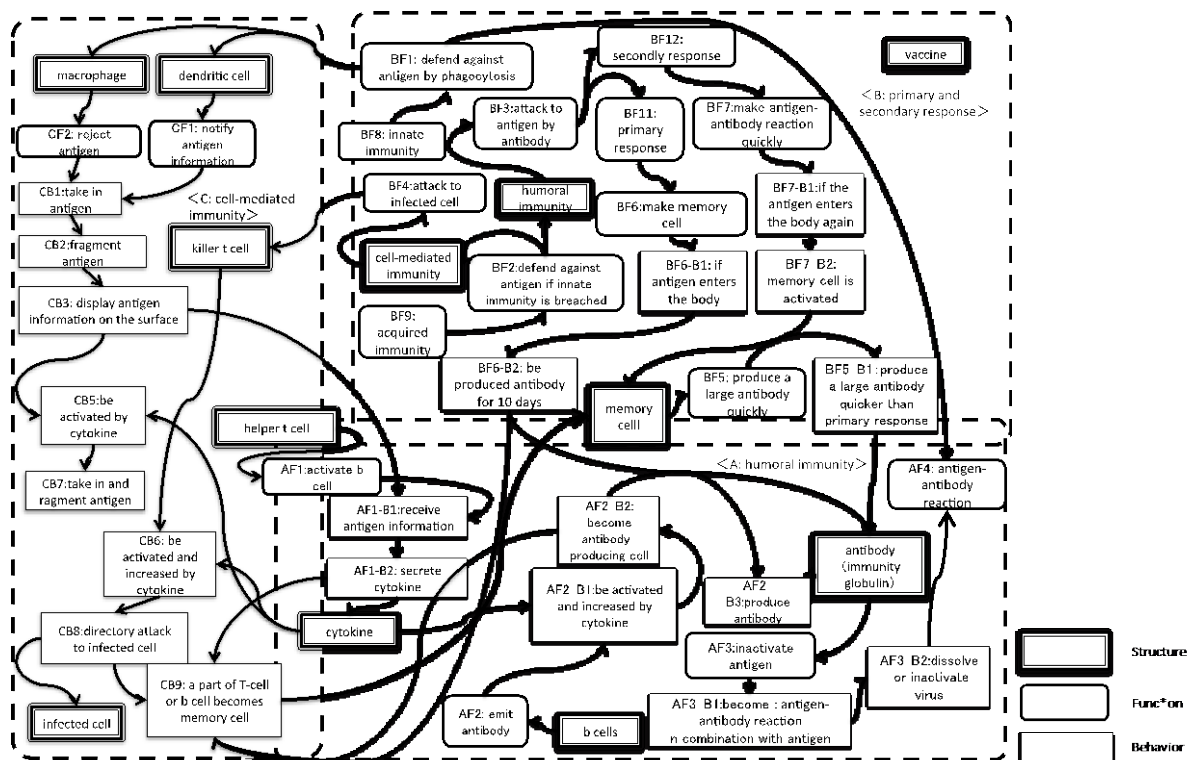 macrophage
dendritic cell
CF2: reject
antigen
CF1: notify
antigen
information
CB1:take in
antigen
<C: cell-mediated
immunity>
CB2:fragment
antigen
killer t cell
CB3: display antigen
information on the surface
CB5:be
activated by
cytokine
CB7:take in and
ragment antigen
CB6: be
activated and
increased by
cytokine
CB8:directory attack
to infected cell
CB9: a part of T-cell
or b cell becomes
memory cell
infected cell
BF1: defend against
antigen by phagocytosis
BF12:
secondly response
vaccine
<B: primary and
secondary response>
BF8: innate
immunity
BF3:attack to
antigen by
antibody
BF11:
primary
response
BF7:make antigen-
antibody reaction
quickly
BF4:attack to
infected cell
humoral
immunity
BF6:make memory
cell
BF7-B1:if the
antigen enters
the body again
cell-mediated
immunity
BF2:defend against
antigen if innate
immunity is breached
BF6-B1: if
antigen enters
the body
BF7 B2:
memory cell is
activated
BF9:
acquired
immunity
BF6-B2: be
produced antibody
for 10 days
memory
celll
BF5: produce a
large antibody
quickly
BF5 B1:produce
a large antibody
quicker than
primary response
helper t cell
<A: humoral immunity>
AF1:activate b
cell
AF4: antigen-
antibody
reaction
AF1-B1:receive
antigen information
AF2 B2:
become
antibody
producing cell
antibody
(immunity
globulin)
AF1-B2: secrete
cytokine
AF2 B1:be activated
and increased by
cytokine
AF2
B3:produce
antibody
cytokine
AF3:inactivate
antigen
AF3 B2:dissolve
or inactivate
virus
AF2: emit
antibody
b cells
AF3 B1:become : antigen-
antibody reaction
n combination with antigen
Structure
Func*on
Behavior